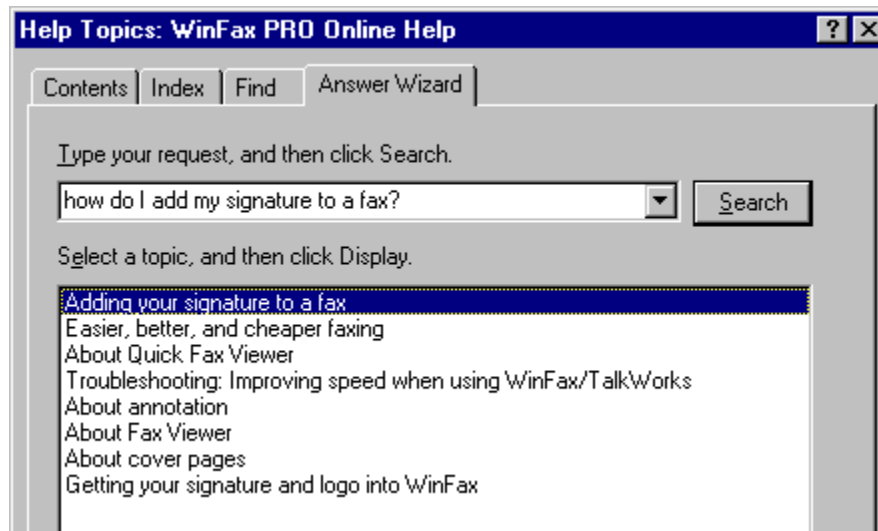 Help Topics: WinFax PRO Online Help
Contents Index Find Answer Wizard
Type your request, and then click Search.
how do I add my signature to a fax? Search
Select a topic, and then click Display.
Adding your signature to a fax
Easier, better, and cheaper faxing
About Quick Fax Viewer
Troubleshooting: Improving speed when using WinFax/TalkWorks
About annotation
About Fax Viewer
About cover pages
Getting your signature and logo into WinFax